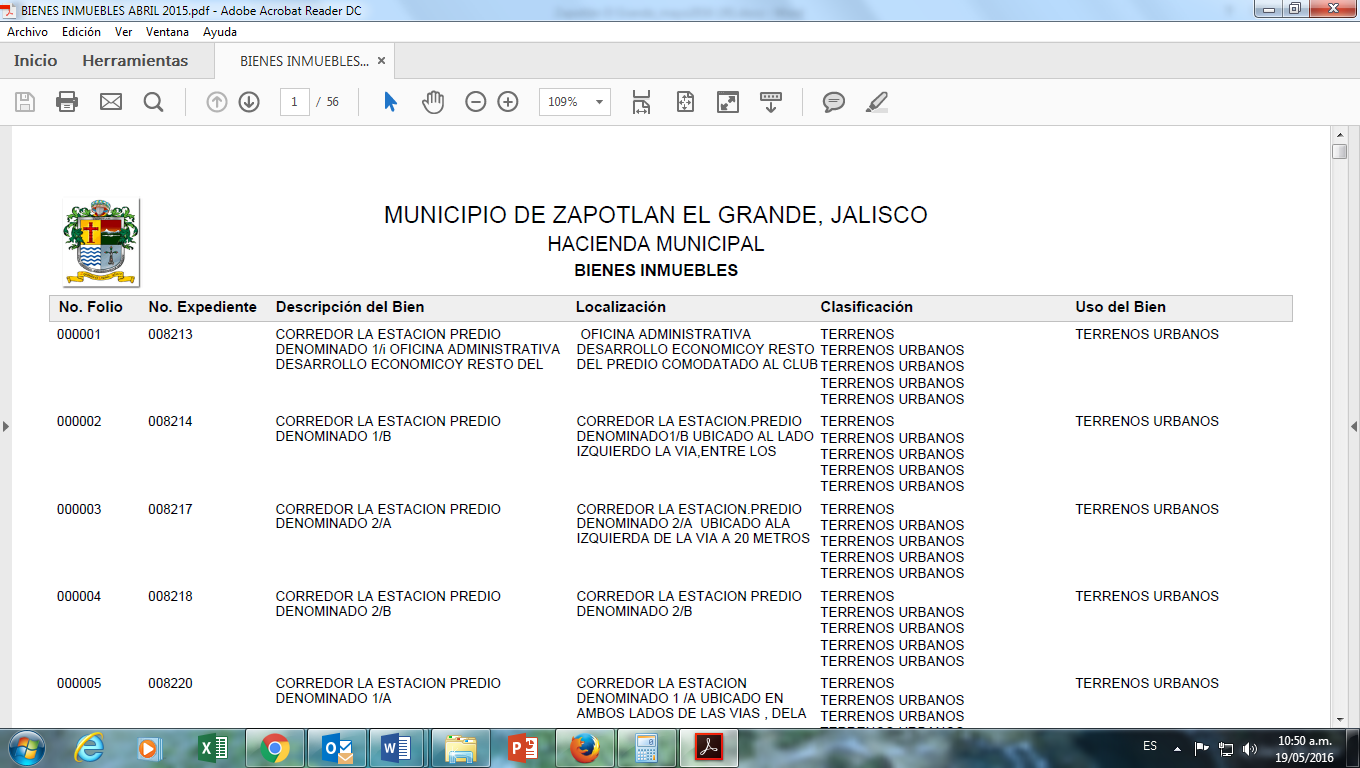 BIENES INMUEBLES ABRIL 2015.pdf - Adobe Acrobat Reader DC
Archivo Edición Ver Ventana Ayuda
Inicio Herramientas BIENES INMUEBLES... ×
1 / 56 109%
MUNICIPIO DE ZAPOTLAN EL GRANDE, JALISCO
HACIENDA MUNICIPAL
BIENES INMUEBLES
No. Folio No. Expediente Descripción del Bien Localización Clasificación Uso del Bien
000001 008213 CORREDOR LA ESTACION PREDIO OFICINA ADMINISTRATIVA TERRENOS TERRENOS URBANOS
DENOMINADO 1/i OFICINA ADMINISTRATIVA DESARROLLO ECONOMICOY RESTO TERRENOS URBANOS
DESARROLLO ECONOMICOY RESTO DEL DEL PREDIO COMODATADO AL CLUB TERRENOS URBANOS
TERRENOS URBANOS
TERRENOS URBANOS
000002 008214 CORREDOR LA ESTACION PREDIO CORREDOR LA ESTACION.PREDIO TERRENOS TERRENOS URBANOS
DENOMINADO 1/B DENOMINADO1/B UBICADO AL LADO TERRENOS URBANOS
IZQUIERDO LA VIA,ENTRE LOS TERRENOS URBANOS
TERRENOS URBANOS
TERRENOS URBANOS
000003 008217 CORREDOR LA ESTACION PREDIO CORREDOR LA ESTACION.PREDIO TERRENOS TERRENOS URBANOS
DENOMINADO 2/A DENOMINADO 2/A UBICADO ALA TERRENOS URBANOS
IZQUIERDA DE LA VIA A 20 METROS TERRENOS URBANOS
TERRENOS URBANOS
TERRENOS URBANOS
000004 008218 CORREDOR LA ESTACION PREDIO CORREDOR LA ESTACION PREDIO TERRENOS TERRENOS URBANOS
DENOMINADO 2/B DENOMINADO 2/B TERRENOS URBANOS
TERRENOS URBANOS
TERRENOS URBANOS
TERRENOS URBANOS
000005 008220 CORREDOR LA ESTACION PREDIO CORREDOR LA ESTACION TERRENOS TERRENOS URBANOS
DENOMINADO 1/A DENOMINADO 1 /A UBICADO EN TERRENOS URBANOS
AMBOS LADOS DE LAS VIAS , DELA TERRENOS URBANOS
ES 10:50 a.m.
19/05/2016